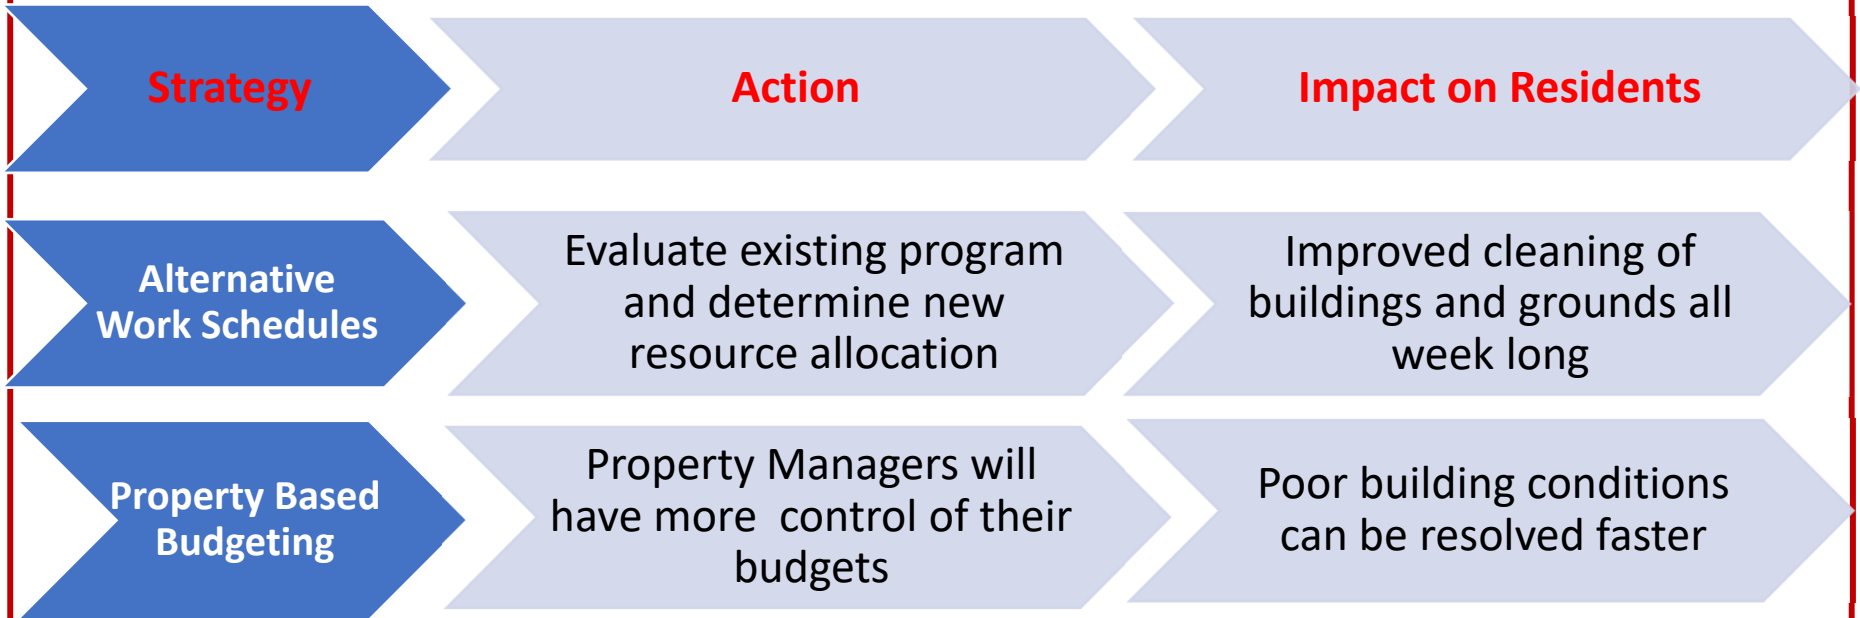 Strategy
Action
Impact on Residents
Alternative
Work Schedules
Evaluate existing program
and determine new
resource allocation
Improved cleaning of
buildings and grounds all
week long
Property Based
Budgeting
Property Managers will
have more  control of their
budgets
Poor building conditions
can be resolved faster